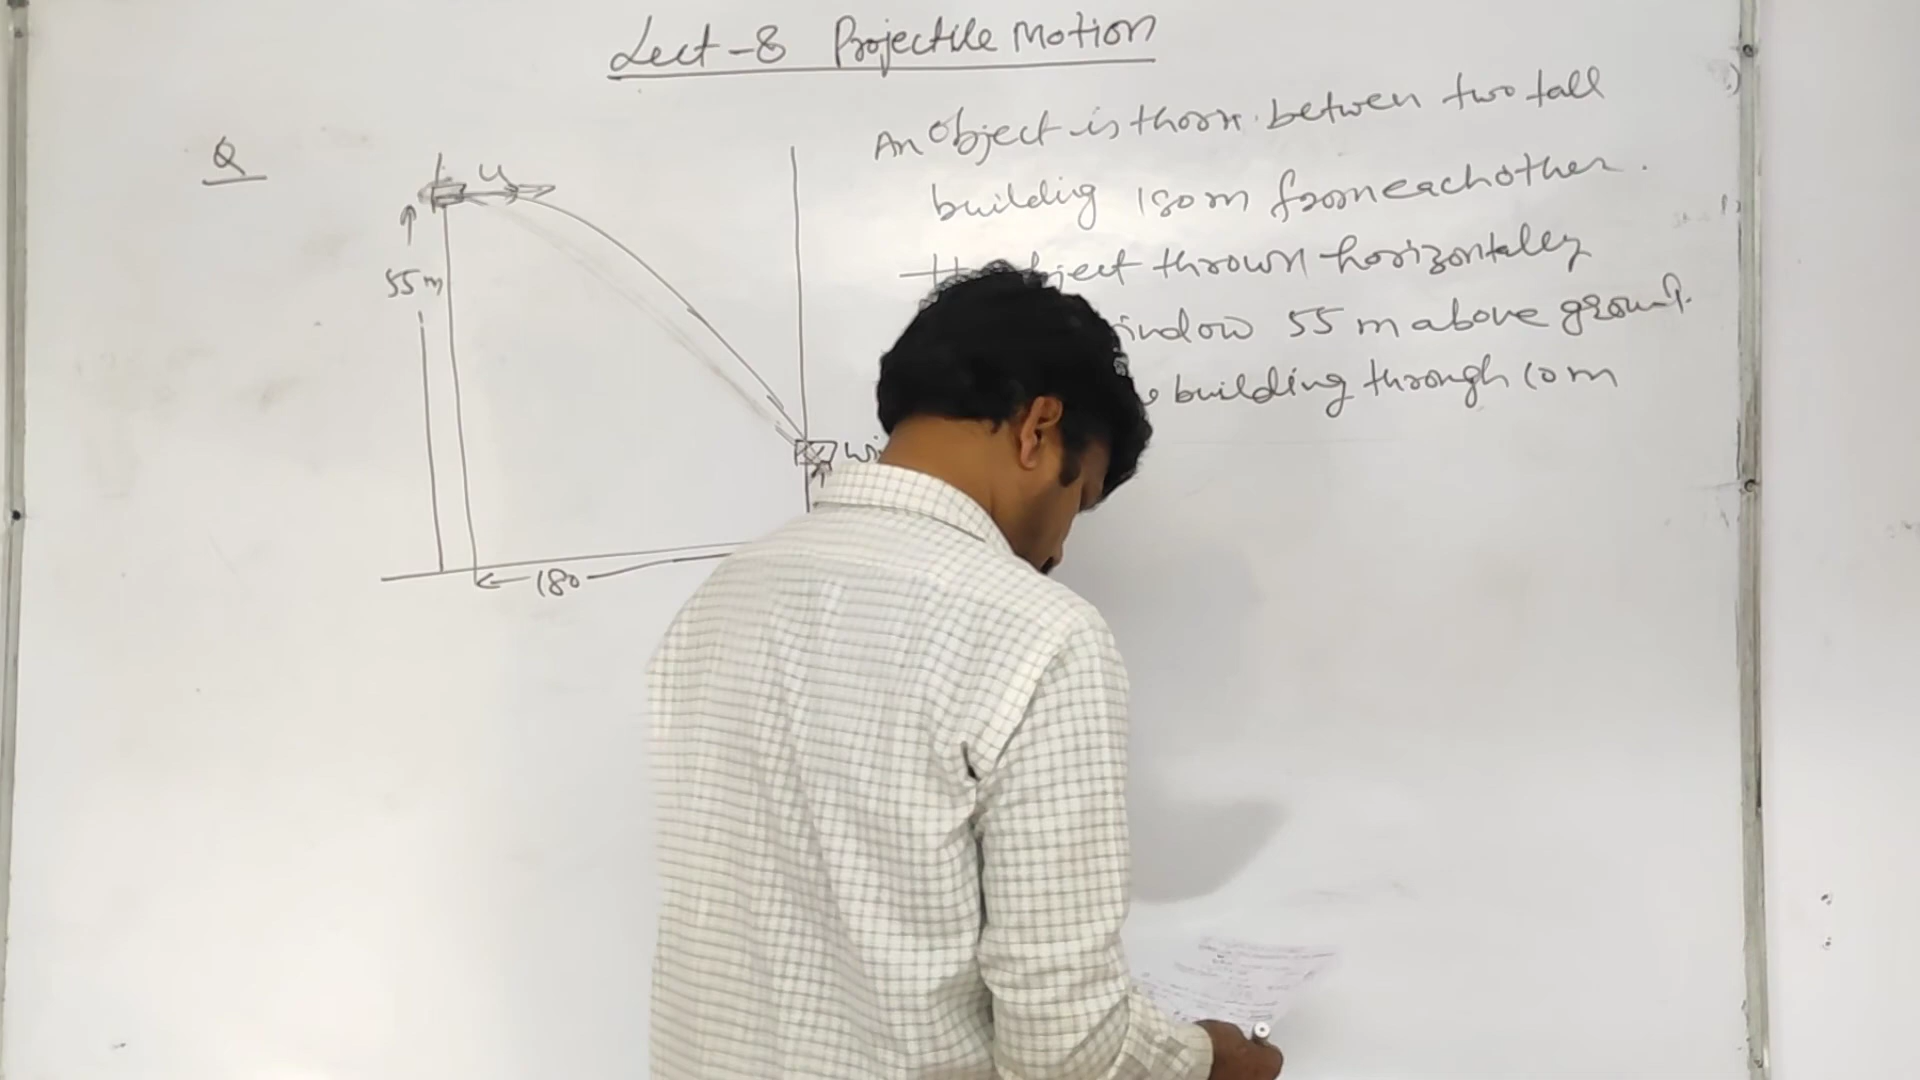 Lect-8 Projectile Motion
Q
u
55m
180
An Object is thorn between two tall
building 180m from each other.
object thrown horizontally
window 55 m above ground.
building through 10 m